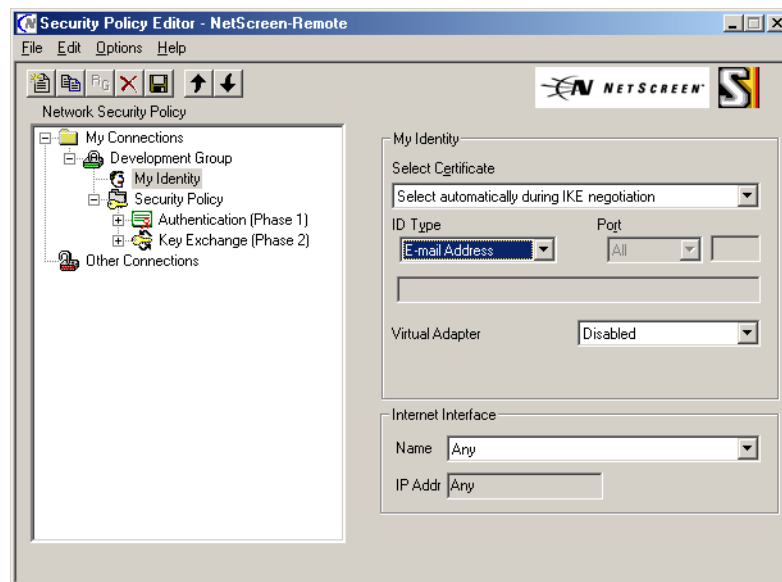 Security Policy Editor - NetScreen-Remote
File Edit Options Help
NETSCREEN
Network Security Policy
My Connections
Development Group
My Identity
Security Policy
Authentication (Phase 1)
Key Exchange (Phase 2)
Other Connections
My Identity
Select Certificate
Select automatically during IKE negotiation
ID Type Port
E-mail Address All
Virtual Adapter Disabled
Internet Interface
Name Any
IP Addr Any